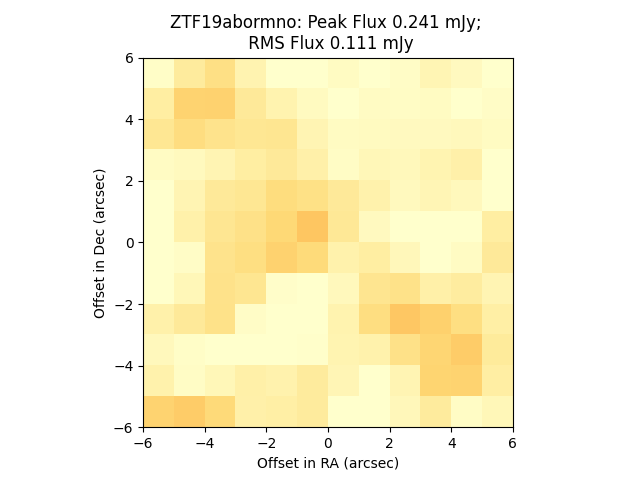 ZTF19abormno: Peak Flux 0.241 mJy;
RMS Flux 0.111 mJy
6
4
2
0
−2
−4
−6
Offset in Dec (arcsec)
−6 −4 −2 0 2 4 6
Offset in RA (arcsec)